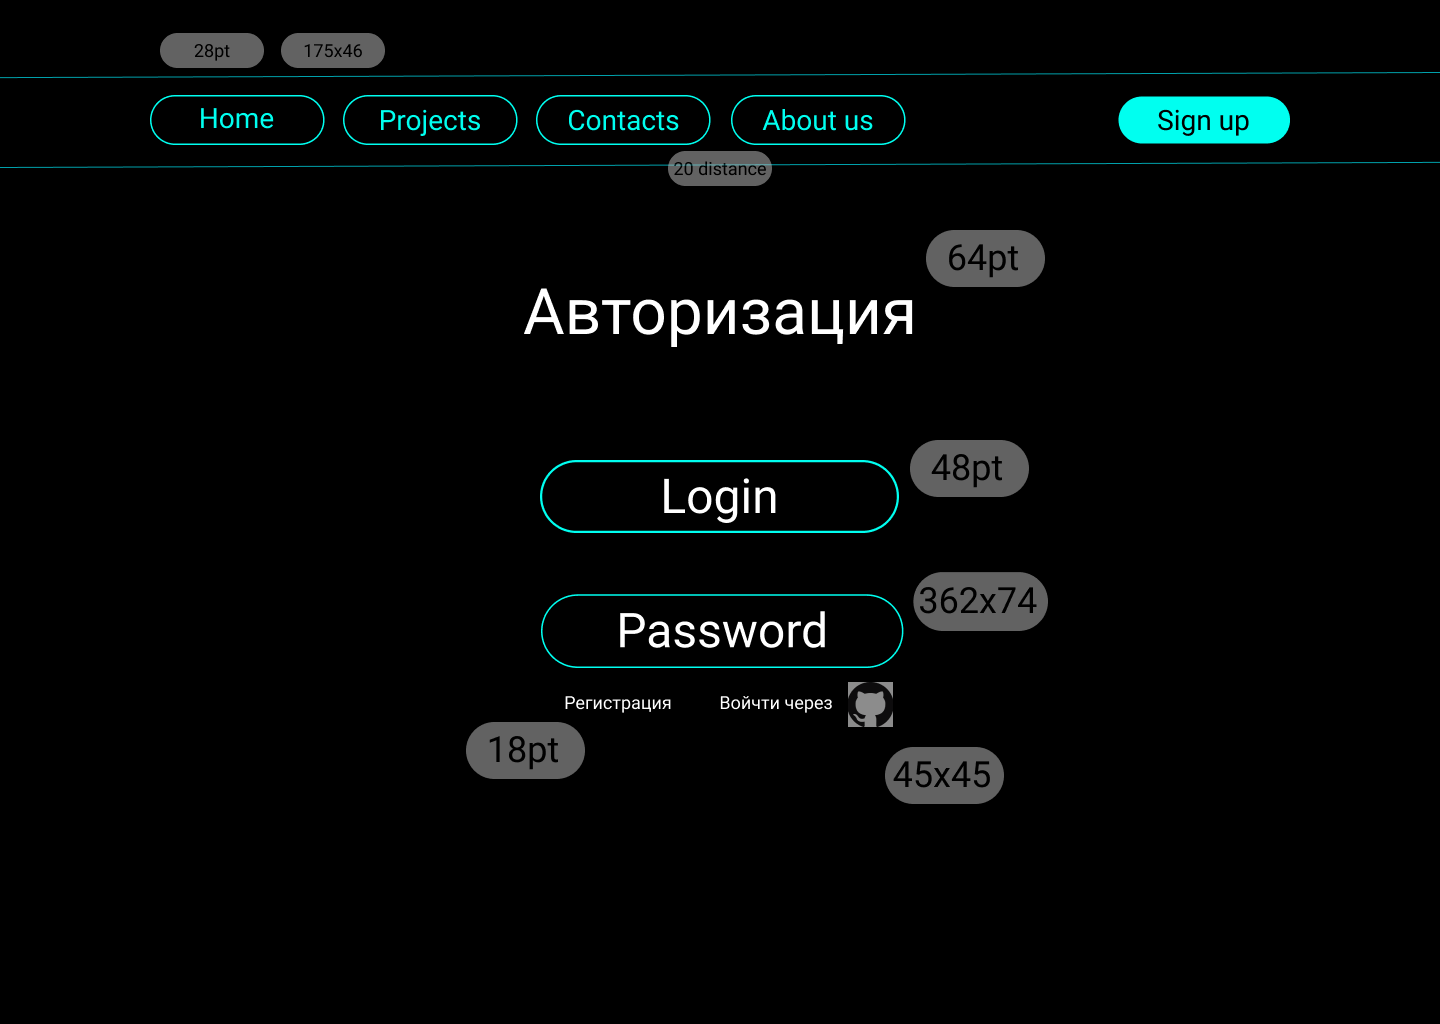 28pt 175x46
Home Projects Contacts About us Sign up
20 distance
64pt
Авторизация
48pt
Login
362x74
Password
Регистрация Войчти через
18pt
45x45